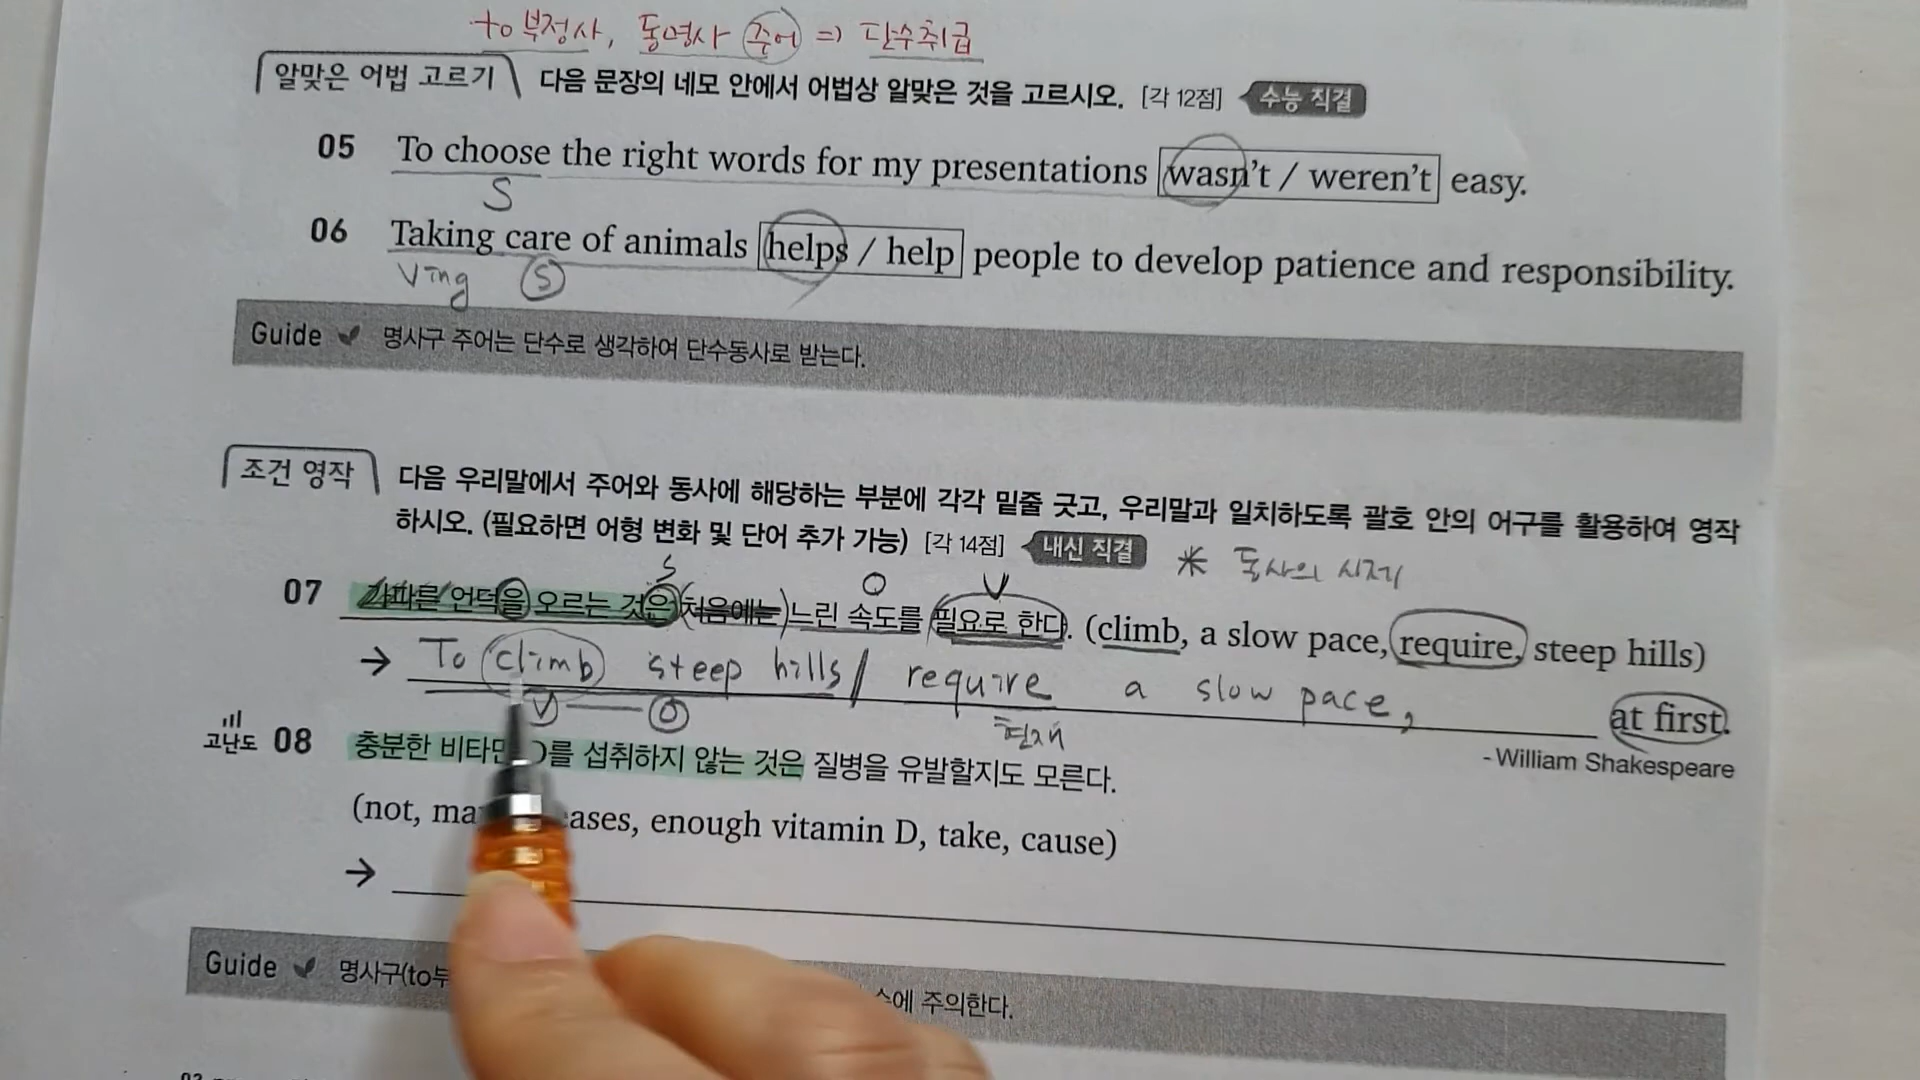 to부정사, 동명사 주어 => 단수취급
알맞은 어법 고르기 다음 문장의 네모 안에서 어법상 알맞은 것을 고르시오. [각 12점] 수능 직결
05 To choose the right words for my presentations wasn't / weren't easy.
S
06 Taking care of animals helps / help people to develop patience and responsibility.
Ving S
Guide 명사구 주어는 단수로 생각하여 단수동사로 받는다.
조건 영작 다음 우리말에서 주어와 동사에 해당하는 부분에 각각 밑줄 긋고, 우리말과 일치하도록 괄호 안의 어구를 활용하여 영작
하시오. (필요하면 어형 변화 및 단어 추가 가능) [각 14점] 내신 직결 * 동사의 시제
S O V
07 가파른 언덕을 오르는 것은 (처음에는) 느린 속도를 필요로 한다. (climb, a slow pace, require, steep hills)
→ To climb steep hills / require a slow pace, at first.
V O 현재
- William Shakespeare
고난도 08 충분한 비타민 D를 섭취하지 않는 것은 질병을 유발할지도 모른다.
(not, enough vitamin D, take, cause)
→
Guide 명사구(to부 에 주의한다.